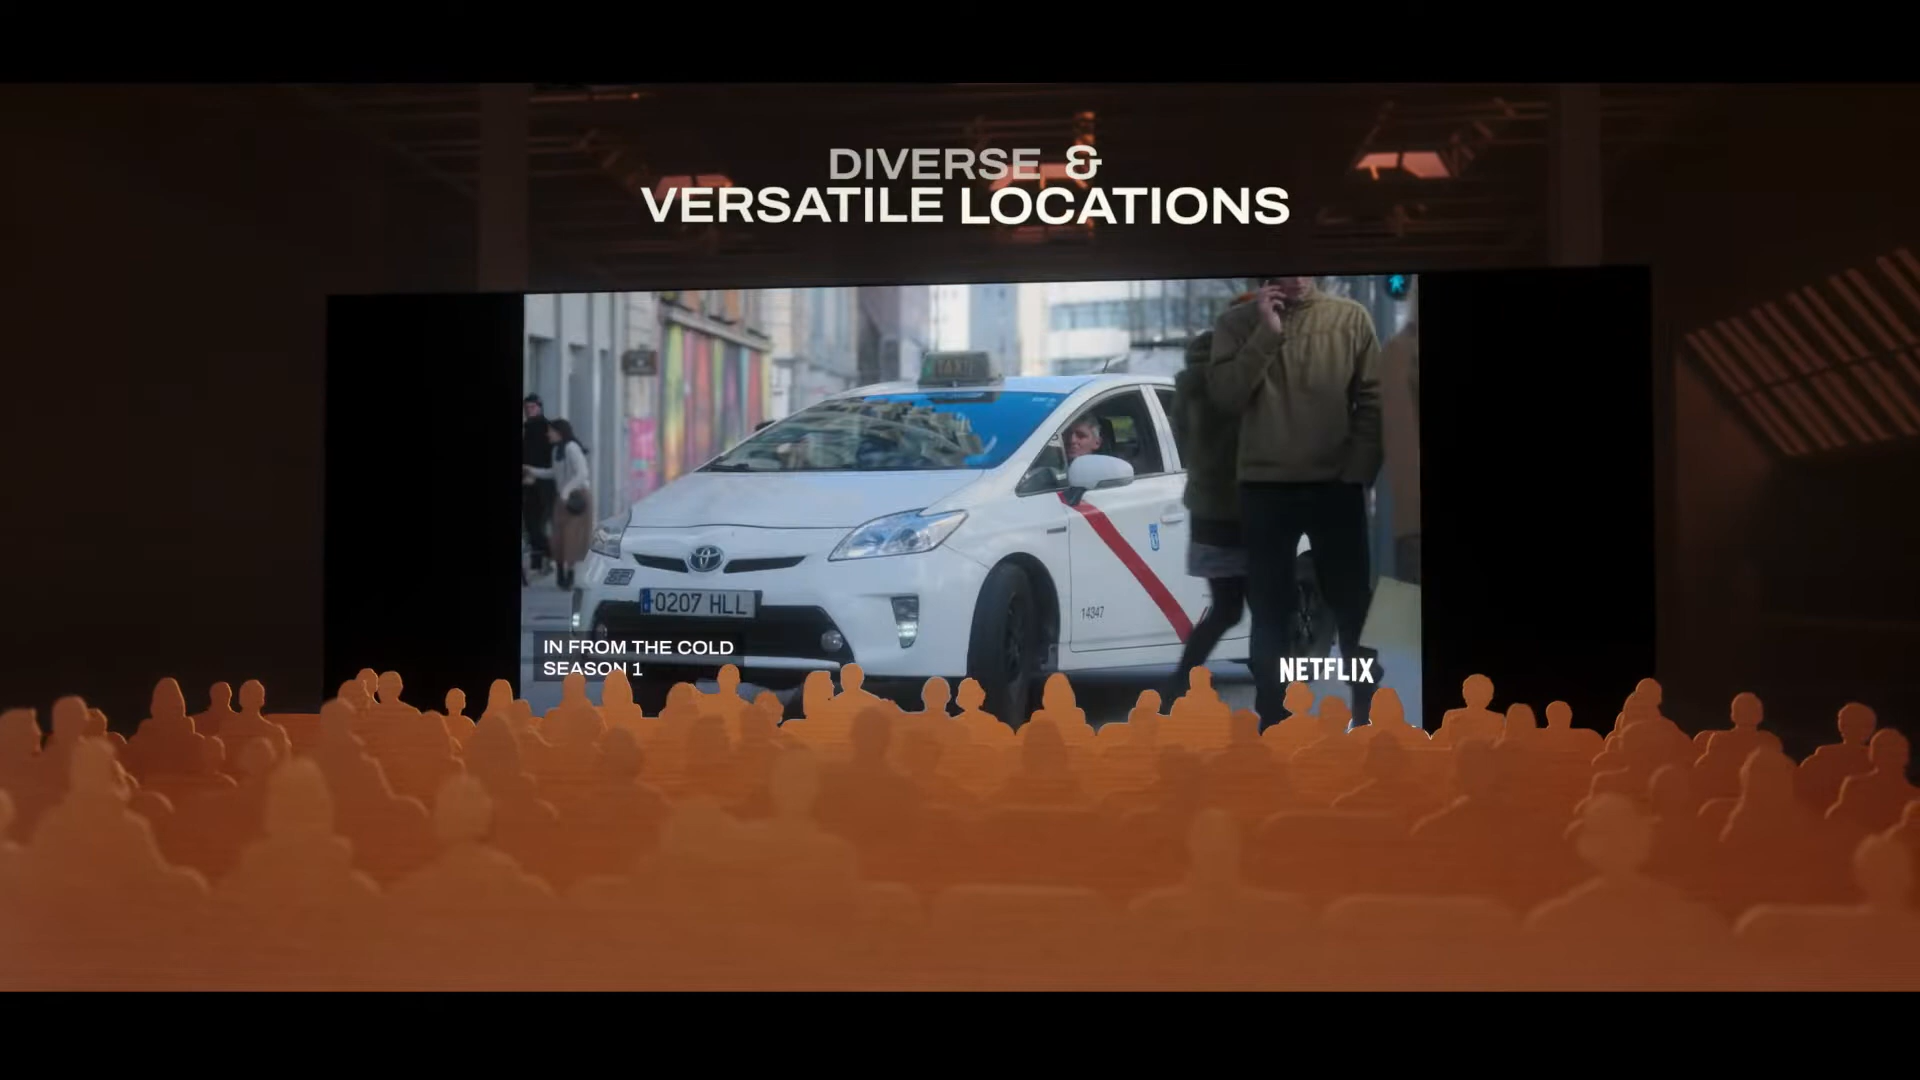 DIVERSE &
VERSATILE LOCATIONS
TAXI
0207 HLL
14347
IN FROM THE COLD
SEASON 1
NETFLIX